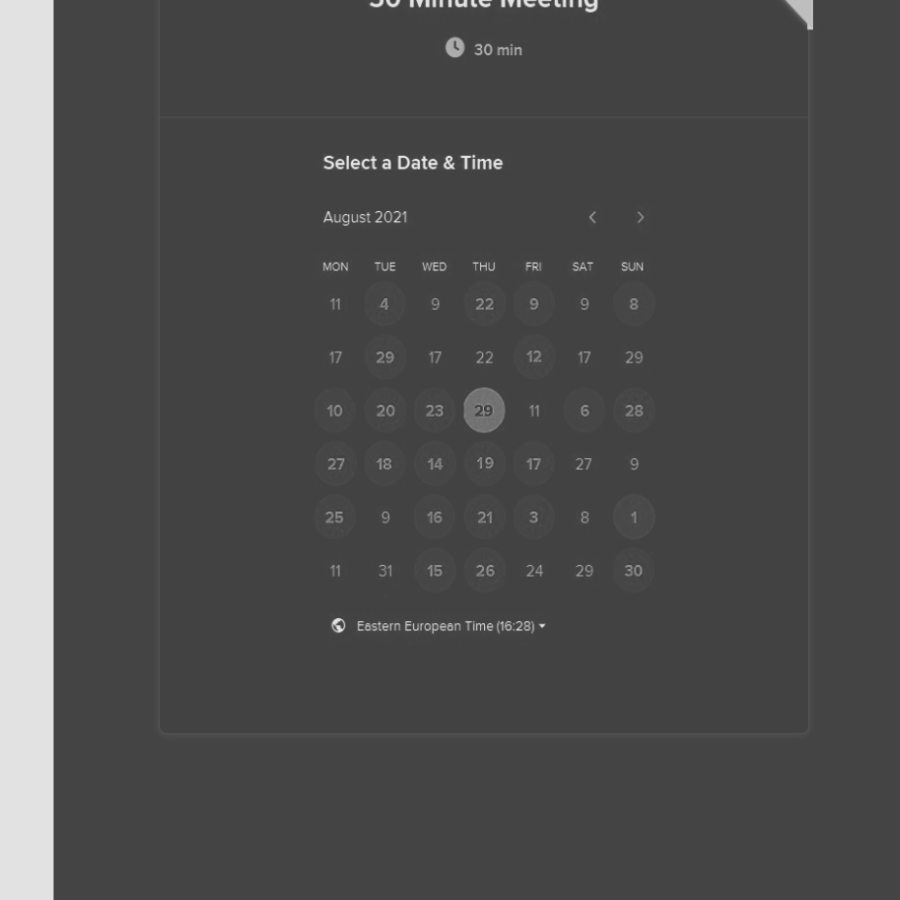 30 Minute Meeting
30 min
Select a Date & Time
August 2021
MON TUE WED THU FRI SAT SUN
11 4 9 22 9 9 8
17 29 17 22 12 17 29
10 20 23 29 11 6 28
27 18 14 19 17 27 9
25 9 16 21 3 8 1
11 31 15 26 24 29 30
Eastern European Time (16:28)